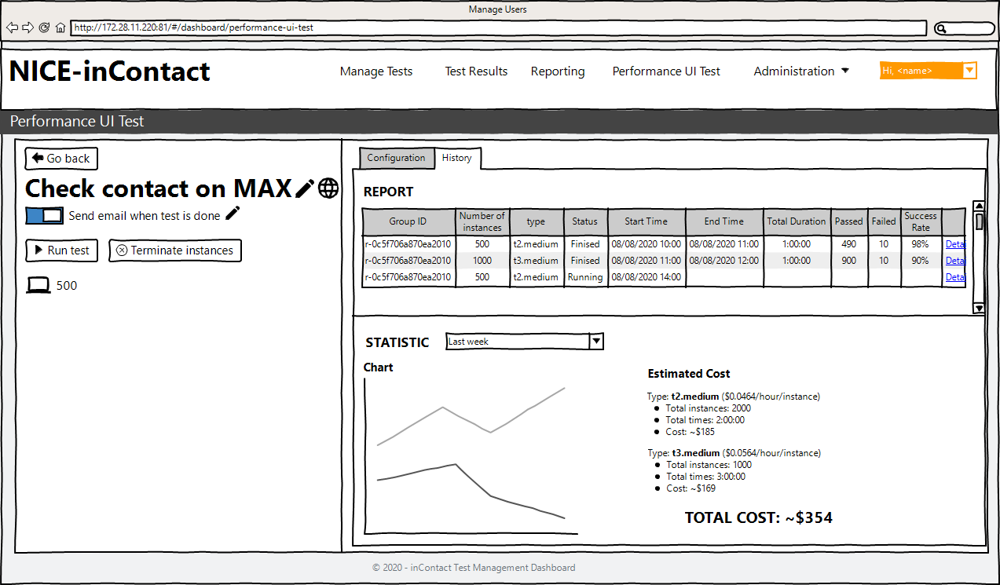 Manage Users
http://172.28.11.220:81/#/dashboard/performance-ui-test
NICE-inContact
Manage Tests Test Results Reporting Performance UI Test Administration Hi, <name>
Performance UI Test
Go back
Check contact on MAX
Send email when test is done
Run test Terminate instances
500
Configuration History
REPORT
Group ID Number of instances type Status Start Time End Time Total Duration Passed Failed Success Rate
r-0c5f706a870ea2010 500 t2.medium Finised 08/08/2020 10:00 08/08/2020 11:00 1:00:00 490 10 98% Detai
r-0c5f706a870ea2010 1000 t3.medium Finised 08/08/2020 11:00 08/08/2020 12:00 1:00:00 900 10 90% Detai
r-0c5f706a870ea2010 500 t2.medium Running 08/08/2020 14:00 Detai
STATISTIC Last week
Chart
Estimated Cost
Type: t2.medium ($0.0464/hour/instance)
Total instances: 2000
Total times: 2:00:00
Cost: ~$185
Type: t3.medium ($0.0564/hour/instance)
Total instances: 1000
Total times: 3:00:00
Cost: ~$169
TOTAL COST: ~$354
© 2020 - inContact Test Management Dashboard